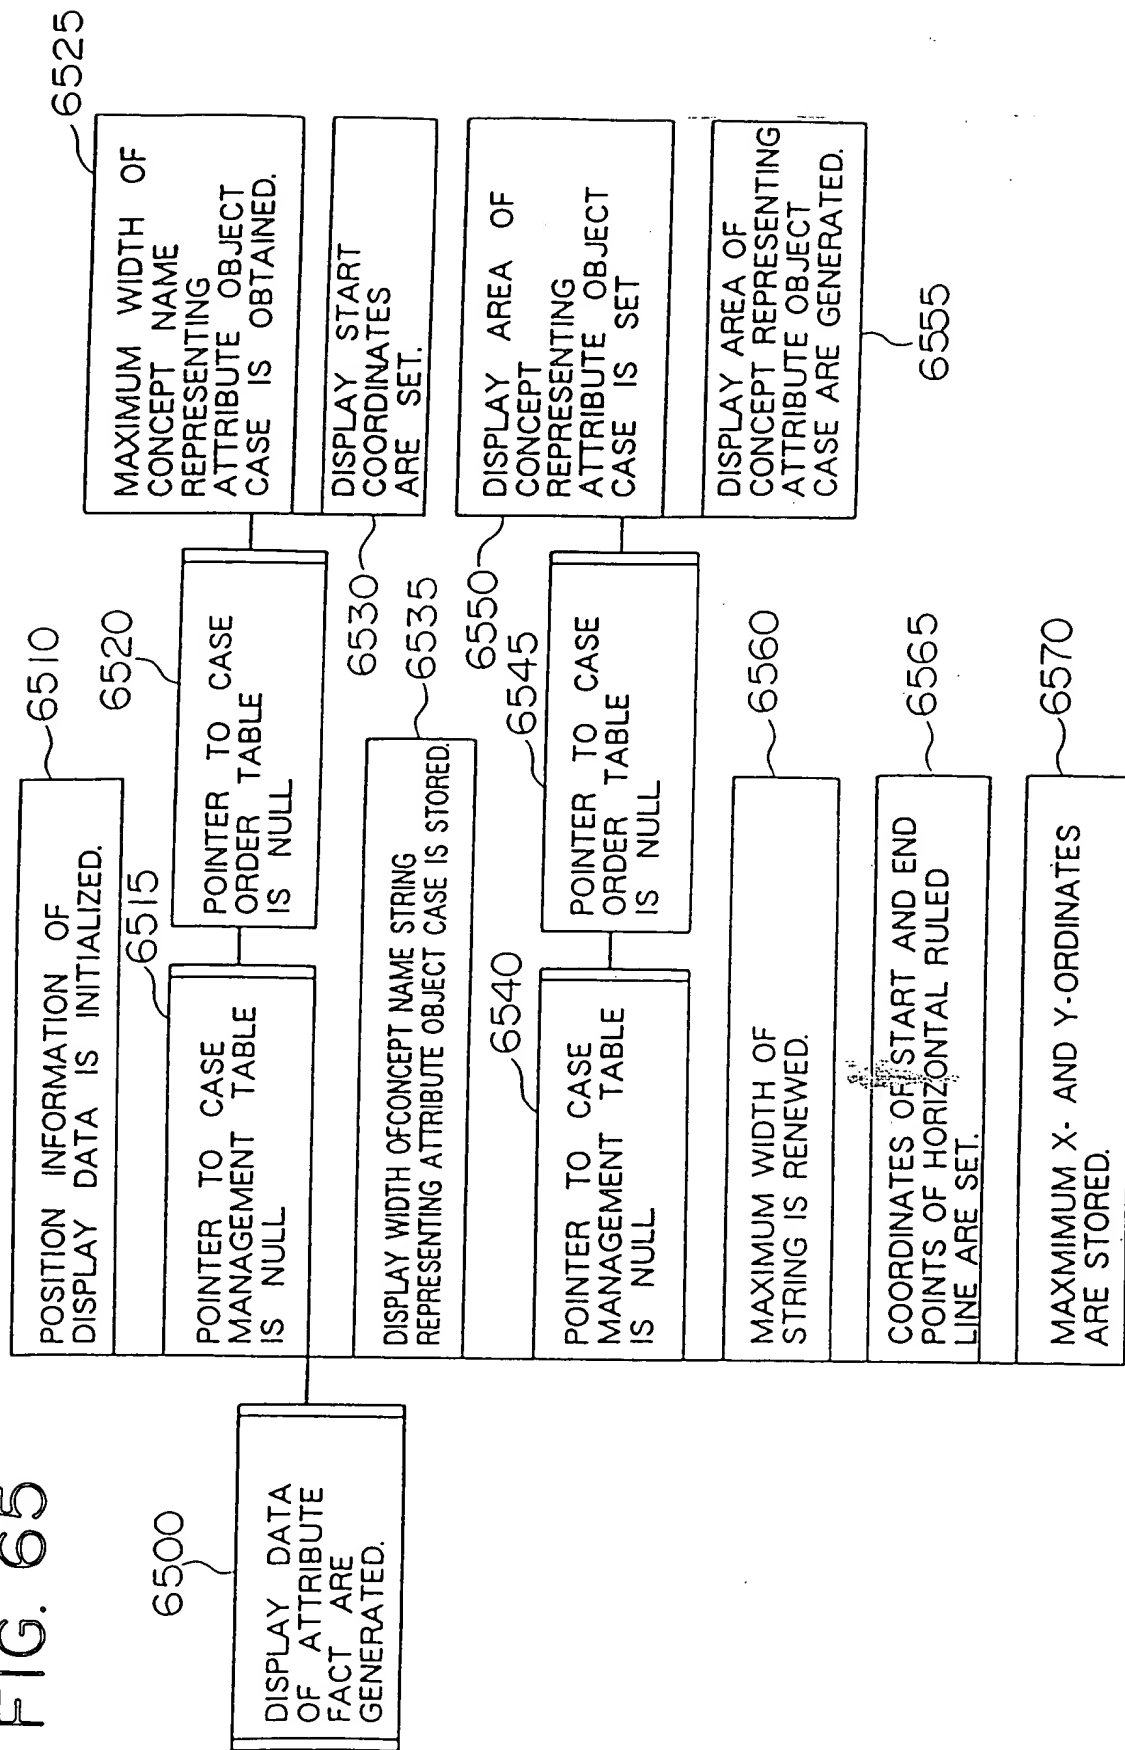 FIG. 65
6500
DISPLAY DATA
OF ATTRIBUTE
FACT ARE
GENERATED.
6510
POSITION INFORMATION OF
DISPLAY DATA IS INITIALIZED.
6515
POINTER TO CASE
MANAGEMENT TABLE
IS NULL
6520
POINTER TO CASE
ORDER TABLE
IS NULL
6525
MAXIMUM WIDTH OF
CONCEPT NAME
REPRESENTING
ATTRIBUTE OBJECT
CASE IS OBTAINED.
6530
DISPLAY START
COORDINATES
ARE SET.
6535
DISPLAY WIDTH OFCONCEPT NAME STRING
REPRESENTING ATTRIBUTE OBJECT CASE IS STORED.
6540
POINTER TO CASE
MANAGEMENT TABLE
IS NULL
6545
POINTER TO CASE
ORDER TABLE
IS NULL
6550
DISPLAY AREA OF
CONCEPT
REPRESENTING
ATTRIBUTE OBJECT
CASE IS SET
6555
DISPLAY AREA OF
CONCEPT REPRESENTING
ATTRIBUTE OBJECT
CASE ARE GENERATED.
6560
MAXIMUM WIDTH OF
STRING IS RENEWED.
6565
COORDINATES OF START AND END
POINTS OF HORIZONTAL RULED
LINE ARE SET.
6570
MAXMIMUM X- AND Y-ORDINATES
ARE STORED.